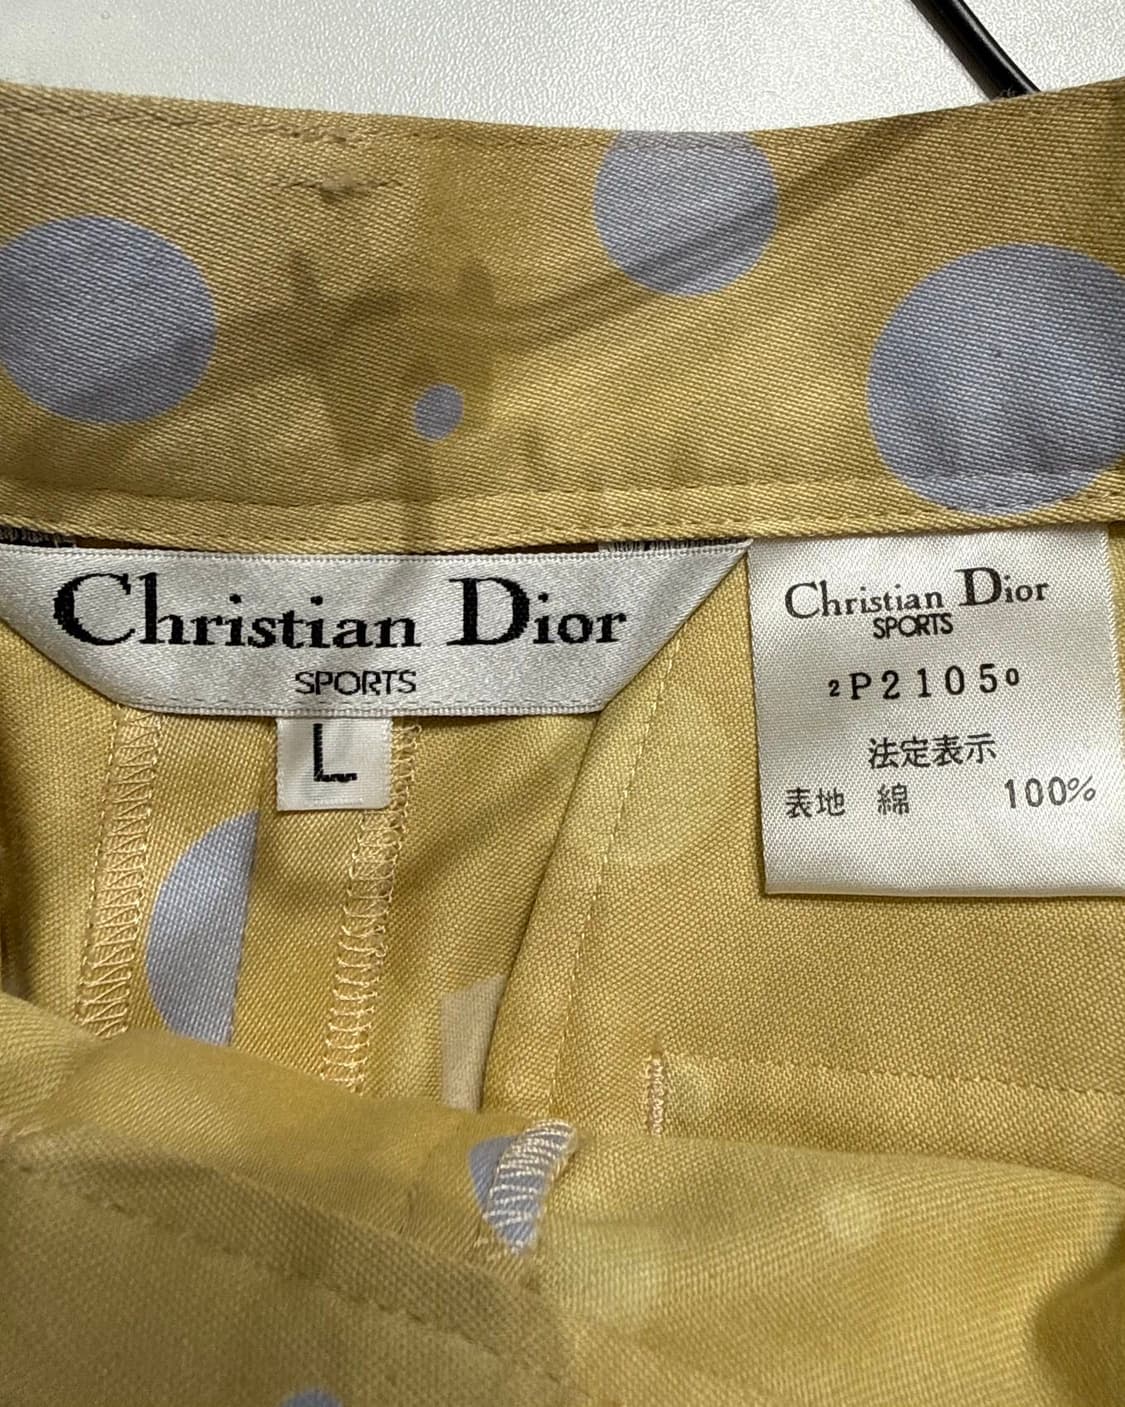 Christian Dior
SPORTS
L
Christian Dior
SPORTS
2P21050
法定表示
表地 綿 100%